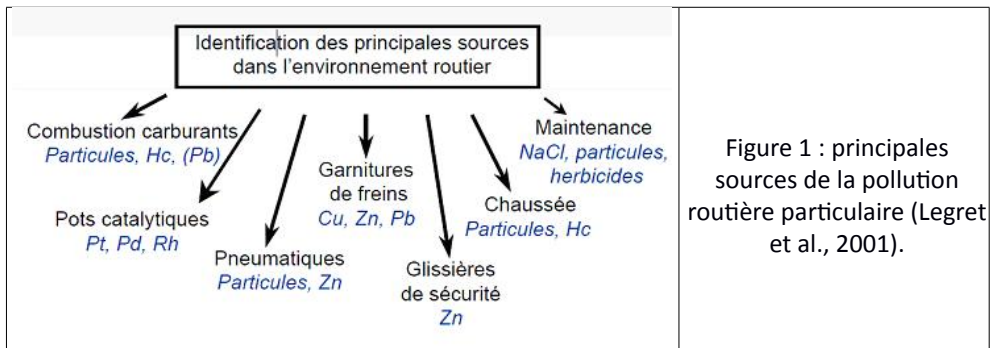 Identification des principales sources
dans l'environnement routier
Combustion carburants
Particules, Hc, (Pb)
Pots catalytiques
Pt, Pd, Rh
Pneumatiques
Particules, Zn
Garnitures
de freins
Cu, Zn, Pb
Glissières
de sécurité
Zn
Chaussée
Particules, Hc
Maintenance
NaCl, particules,
herbicides
Figure 1 : principales
sources de la pollution
routière particulaire (Legret
et al., 2001).